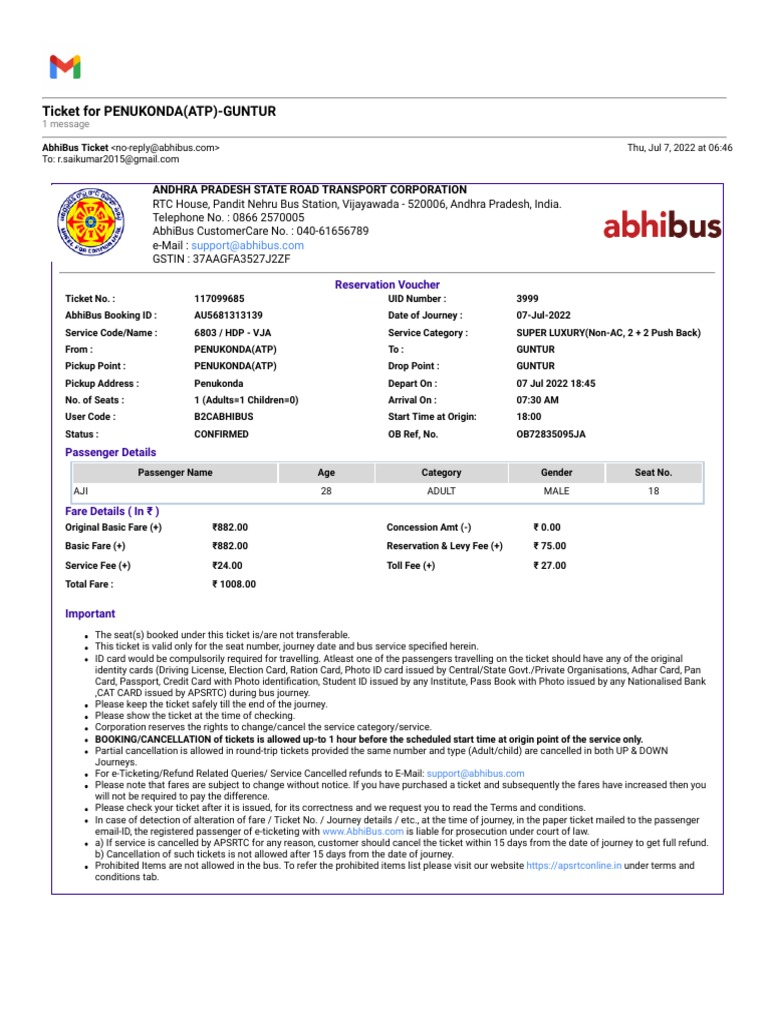 Ticket for PENUKONDA(ATP)-GUNTUR
1 message
AbhiBus Ticket <no-reply@abhibus.com> Thu, Jul 7, 2022 at 06:46
To: r.saikumar2015@gmail.com
ANDHRA PRADESH STATE ROAD TRANSPORT CORPORATION
RTC House, Pandit Nehru Bus Station, Vijayawada - 520006, Andhra Pradesh, India.
Telephone No. : 0866 2570005
AbhiBus CustomerCare No. : 040-61656789
e-Mail : support@abhibus.com
GSTIN : 37AAGFA3527J2ZF
abhibus
Reservation Voucher
Ticket No. : 117099685 UID Number : 3999
AbhiBus Booking ID : AU5681313139 Date of Journey : 07-Jul-2022
Service Code/Name : 6803 / HDP - VJA Service Category : SUPER LUXURY(Non-AC, 2 + 2 Push Back)
From : PENUKONDA(ATP) To : GUNTUR
Pickup Point : PENUKONDA(ATP) Drop Point : GUNTUR
Pickup Address : Penukonda Depart On : 07 Jul 2022 18:45
No. of Seats : 1 (Adults=1 Children=0) Arrival On : 07:30 AM
User Code : B2CABHIBUS Start Time at Origin: 18:00
Status : CONFIRMED OB Ref, No. OB72835095JA
Passenger Details
Passenger Name Age Category Gender Seat No.
AJI 28 ADULT MALE 18
Fare Details ( In ₹ )
Original Basic Fare (+) ₹882.00 Concession Amt (-) ₹ 0.00
Basic Fare (+) ₹882.00 Reservation & Levy Fee (+) ₹ 75.00
Service Fee (+) ₹24.00 Toll Fee (+) ₹ 27.00
Total Fare : ₹ 1008.00
Important
• The seat(s) booked under this ticket is/are not transferable.
• This ticket is valid only for the seat number, journey date and bus service specified herein.
• ID card would be compulsorily required for travelling. Atleast one of the passengers travelling on the ticket should have any of the original
identity cards (Driving License, Election Card, Ration Card, Photo ID card issued by Central/State Govt./Private Organisations, Adhar Card, Pan
Card, Passport, Credit Card with Photo identification, Student ID issued by any Institute, Pass Book with Photo issued by any Nationalised Bank
,CAT CARD issued by APSRTC) during bus journey.
• Please keep the ticket safely till the end of the journey.
• Please show the ticket at the time of checking.
• Corporation reserves the rights to change/cancel the service category/service.
• BOOKING/CANCELLATION of tickets is allowed up-to 1 hour before the scheduled start time at origin point of the service only.
• Partial cancellation is allowed in round-trip tickets provided the same number and type (Adult/child) are cancelled in both UP & DOWN
Journeys.
• For e-Ticketing/Refund Related Queries/ Service Cancelled refunds to E-Mail: support@abhibus.com
• Please note that fares are subject to change without notice. If you have purchased a ticket and subsequently the fares have increased then you
will not be required to pay the difference.
• Please check your ticket after it is issued, for its correctness and we request you to read the Terms and conditions.
• In case of detection of alteration of fare / Ticket No. / Journey details / etc., at the time of journey, in the paper ticket mailed to the passenger
email-ID, the registered passenger of e-ticketing with www.AbhiBus.com is liable for prosecution under court of law.
• a) If service is cancelled by APSRTC for any reason, customer should cancel the ticket within 15 days from the date of journey to get full refund.
b) Cancellation of such tickets is not allowed after 15 days from the date of journey.
• Prohibited Items are not allowed in the bus. To refer the prohibited items list please visit our website https://apsrtconline.in under terms and
conditions tab.